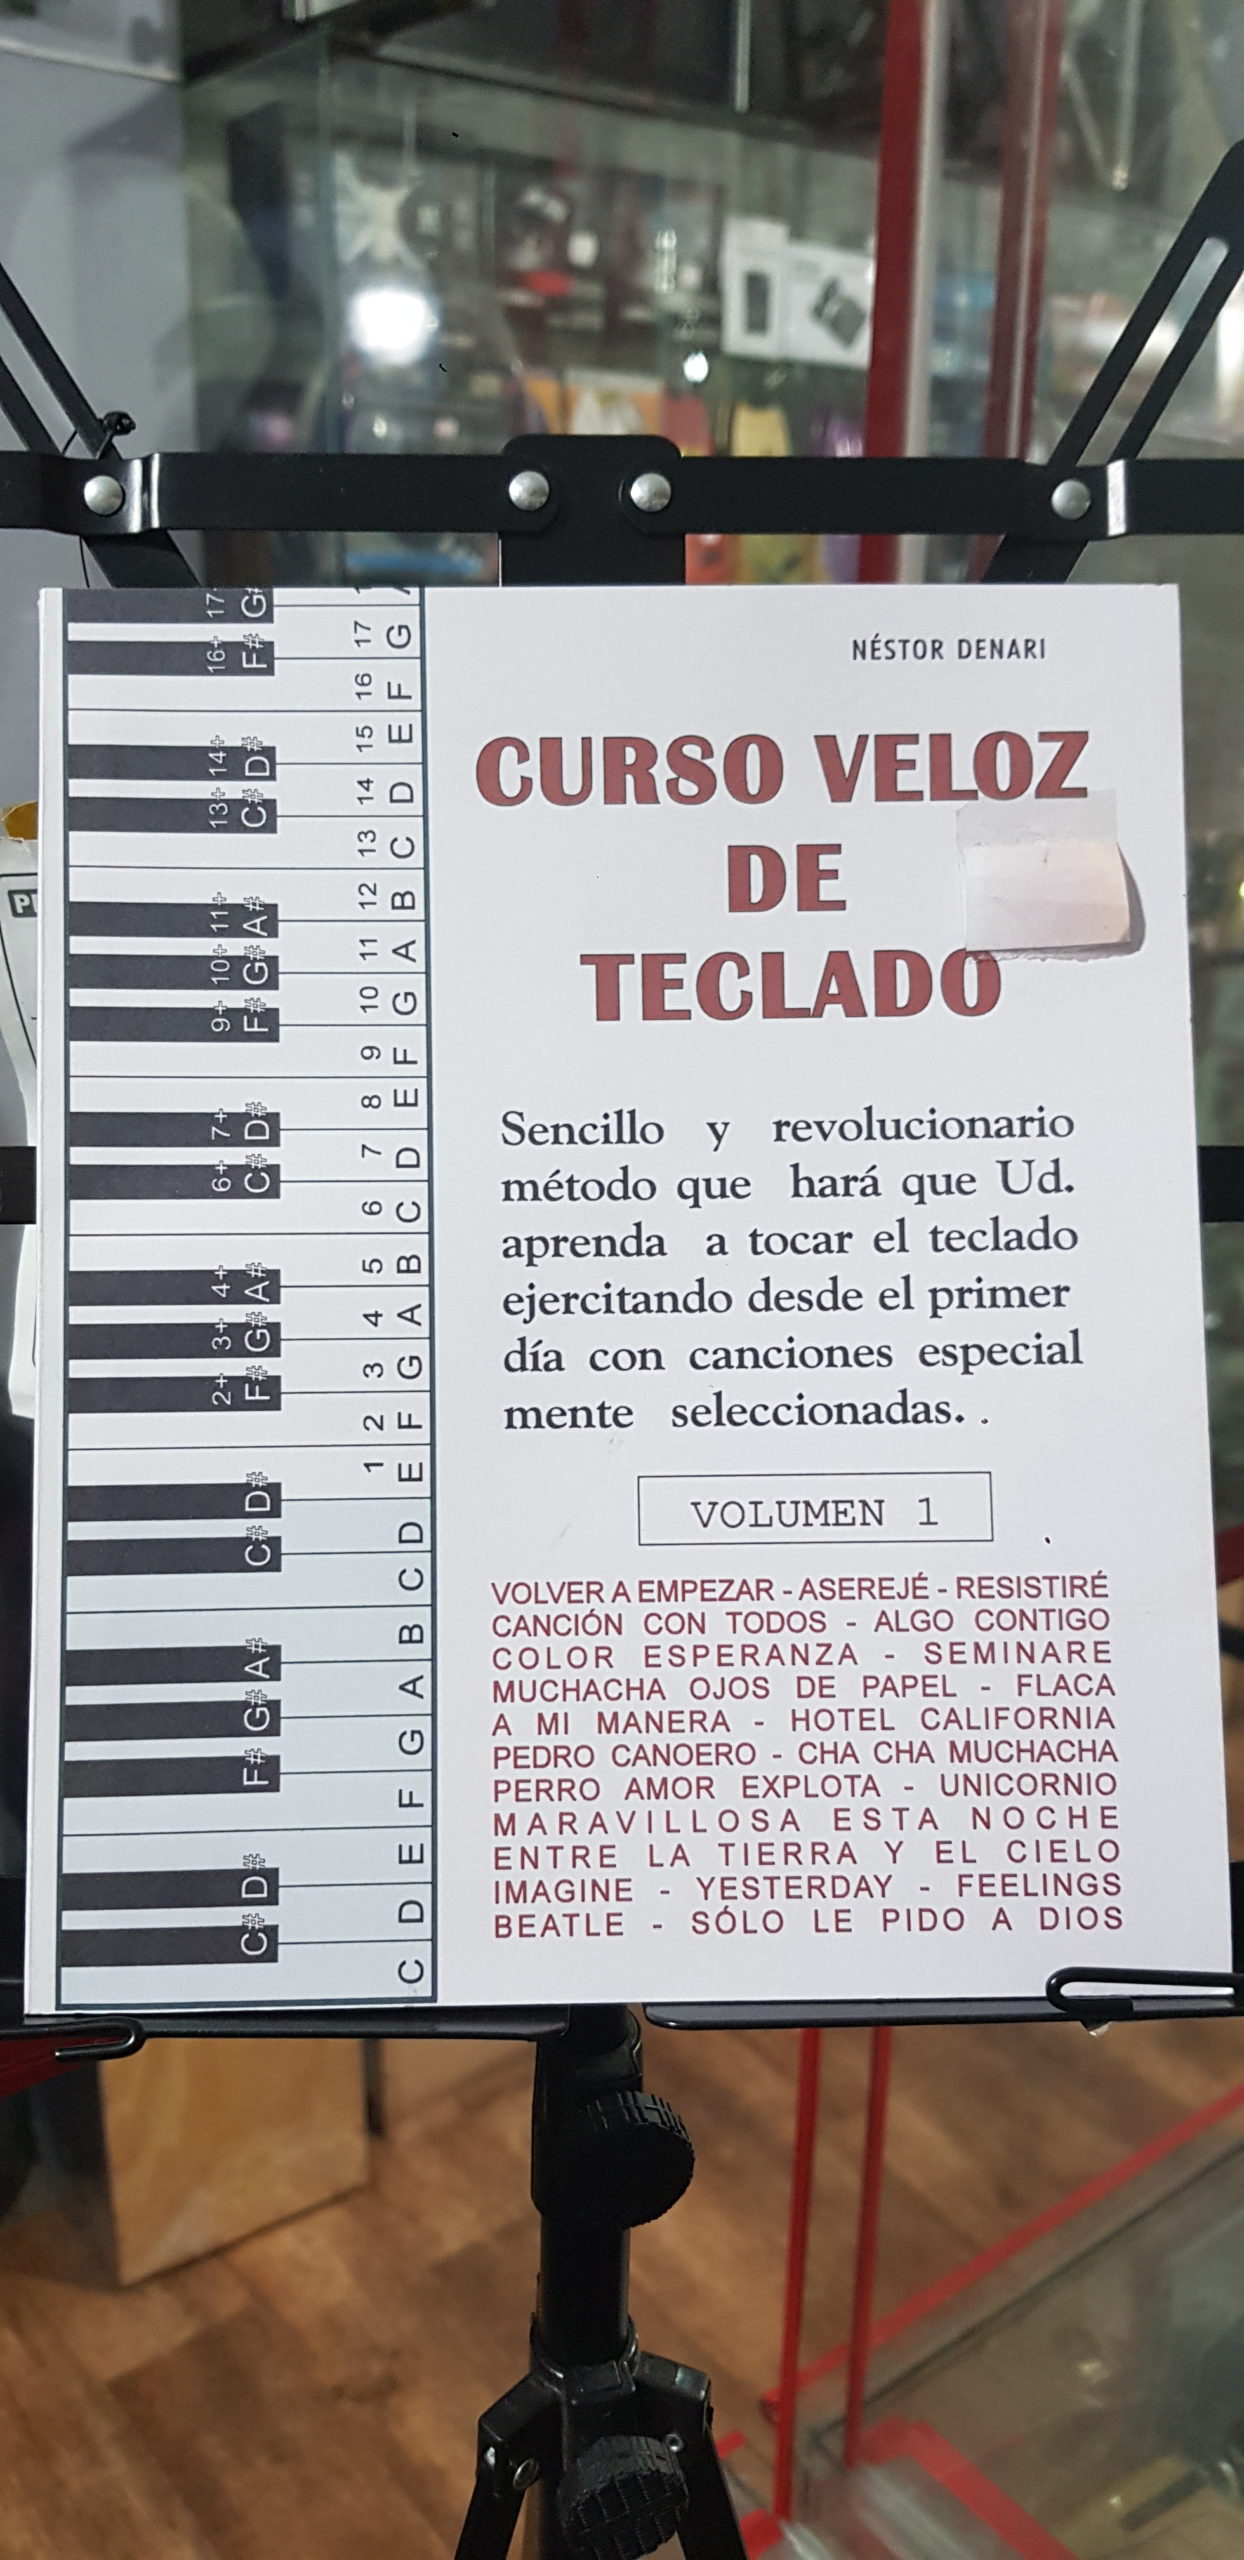 NÉSTOR DENARI
CURSO VELOZ
DE
TECLADO
Sencillo y revolucionario
método que hará que Ud.
aprenda a tocar el teclado
ejercitando desde el primer
día con canciones especial
mente seleccionadas. .
VOLUMEN 1
VOLVER A EMPEZAR - ASEREJÉ - RESISTIRÉ
CANCIÓN CON TODOS - ALGO CONTIGO
COLOR ESPERANZA - SEMINARE
MUCHACHA OJOS DE PAPEL - FLACA
A MI MANERA - HOTEL CALIFORNIA
PEDRO CANOERO - CHA CHA MUCHACHA
PERRO AMOR EXPLOTA - UNICORNIO
MARAVILLOSA ESTA NOCHE
ENTRE LA TIERRA Y EL CIELO
IMAGINE - YESTERDAY - FEELINGS
BEATLE - SÓLO LE PIDO A DIOS
2+ 3+ 4+ 6+ 7+ 9+ 10+ 11+ 13+ 14+ 16+ 17
C# D# F# G# A# C# D# F# G# A# C# D# F# G# A# C# D# F# G#
1 2 3 4 5 6 7 8 9 10 11 12 13 14 15 16 17
C D E F G A B C D E F G A B C D E F G A B C D E F G